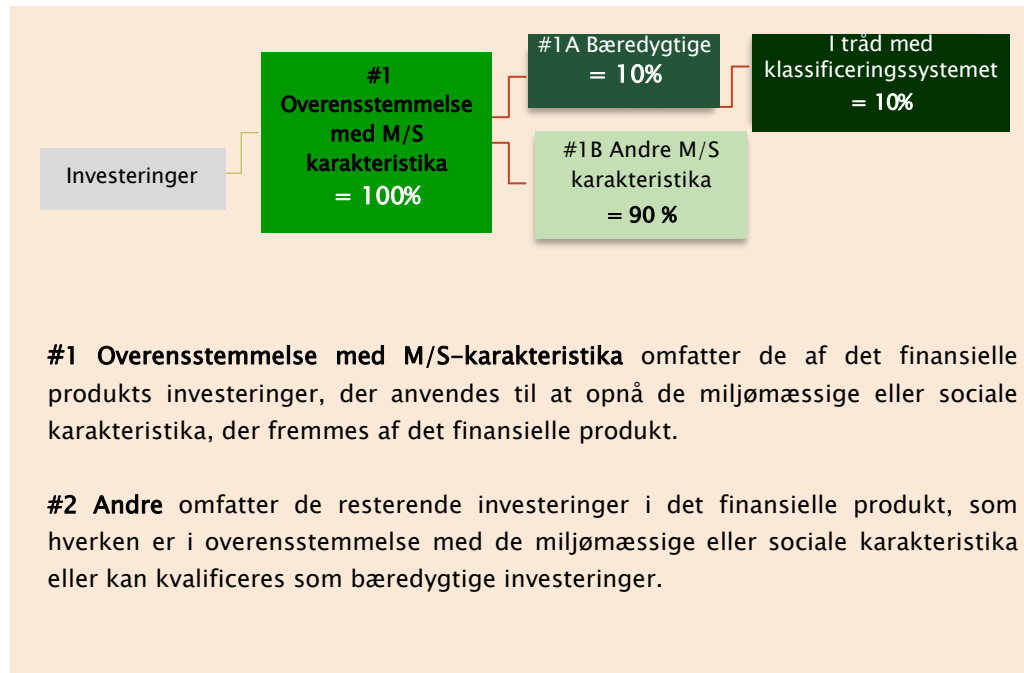 Investeringer
#1
Overensstemmelse
med M/S
karakteristika
= 100%
#1A Bæredygtige
= 10%
I tråd med
klassificeringssystemet
= 10%
#1B Andre M/S
karakteristika
= 90 %
#1 Overensstemmelse med M/S-karakteristika omfatter de af det finansielle
produkts investeringer, der anvendes til at opnå de miljømæssige eller sociale
karakteristika, der fremmes af det finansielle produkt.
#2 Andre omfatter de resterende investeringer i det finansielle produkt, som
hverken er i overensstemmelse med de miljømæssige eller sociale karakteristika
eller kan kvalificeres som bæredygtige investeringer.